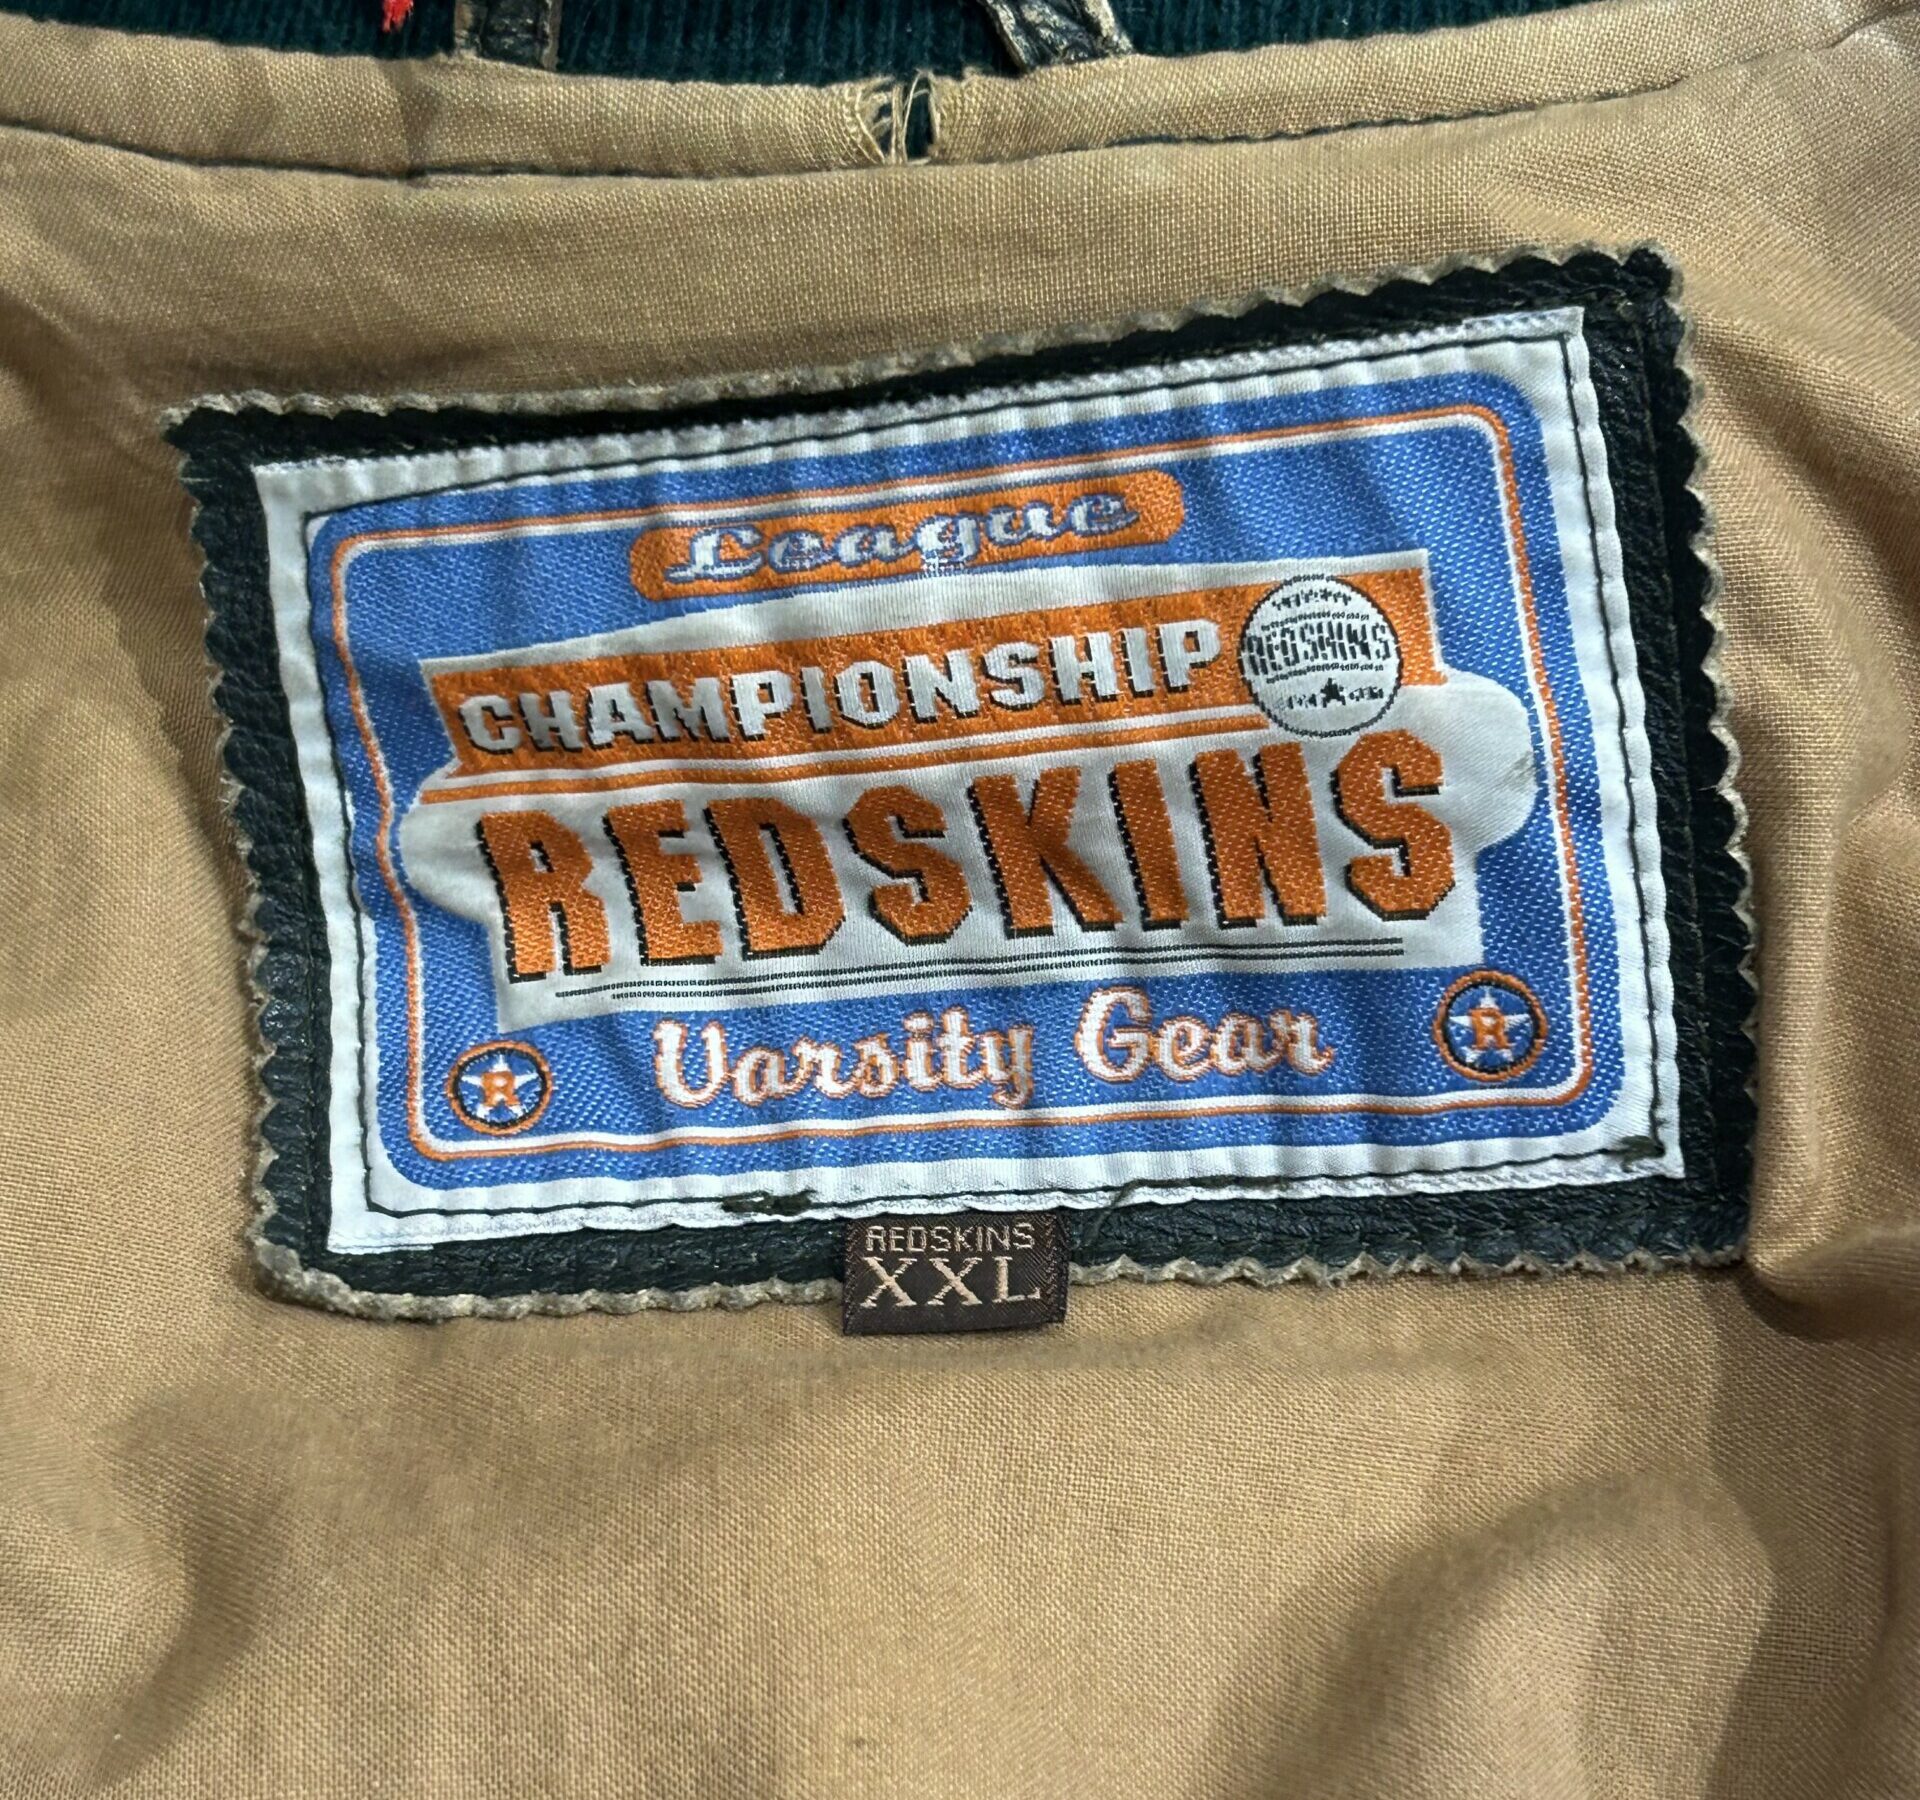 League
CHAMPIONSHIP
REDSKINS
REDSKINS
Varsity Gear
R
R
REDSKINS
XXL